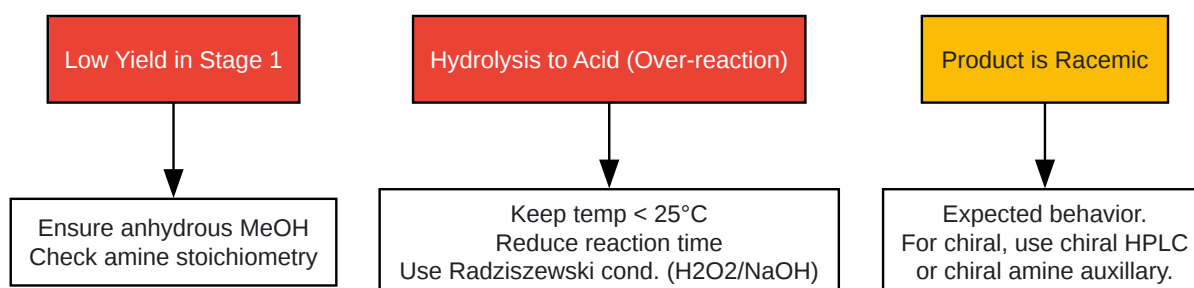 Low Yield in Stage 1
Hydrolysis to Acid (Over-reaction)
Product is Racemic
Ensure anhydrous MeOH
Check amine stoichiometry
Keep temp < 25°C
Reduce reaction time
Use Radziszewski cond. (H2O2/NaOH)
Expected behavior.
For chiral, use chiral HPLC
or chiral amine auxillary.